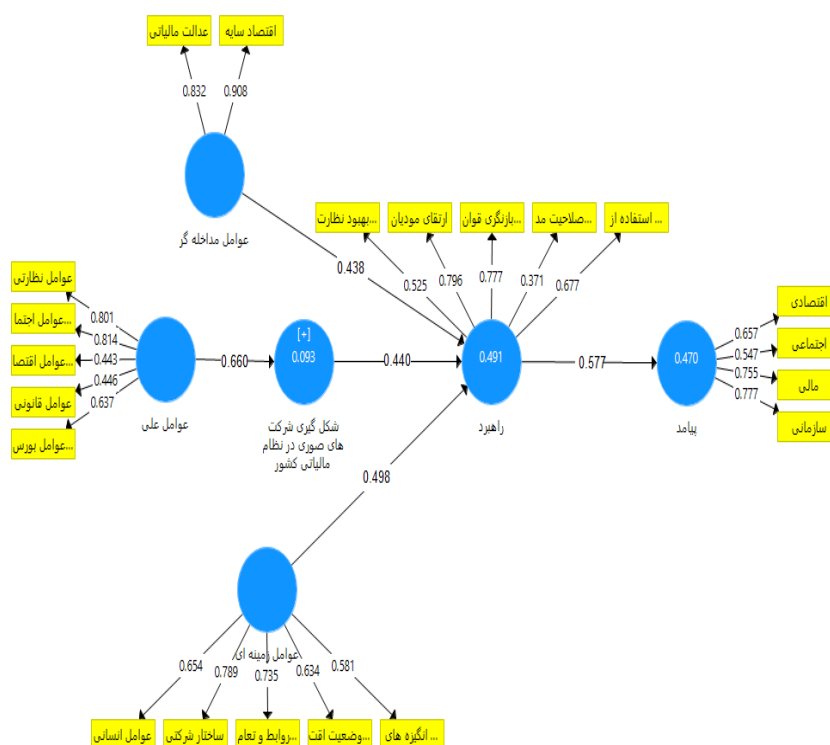 عدالت مالیاتی
اقتصاد سایه
0.832
0.908
عوامل مداخله گر
0.438
بهبود نظارت...
ارتقای مودیان
بازنگری قوان...
صلاحیت مد...
استفاده از ...
0.525
0.796
0.777
0.371
0.677
عوامل نظارتی
عوامل اجتما...
عوامل اقتصا...
عوامل قانونی
عوامل بورس...
0.801
0.814
0.443
0.446
0.637
عوامل علی
0.660
[+]
0.093
شکل گیری شرکت
های صوری در نظام
مالیاتی کشور
0.440
0.491
راهبرد
0.577
0.470
پیامد
اقتصادی
اجتماعی
مالی
سازمانی
0.657
0.547
0.755
0.777
0.498
عوامل زمینه ای
0.654
0.789
0.735
0.634
0.581
عوامل انسانی
ساختار شرکتی
روابط و تعام...
وضعیت اقت...
انگیزه های ...